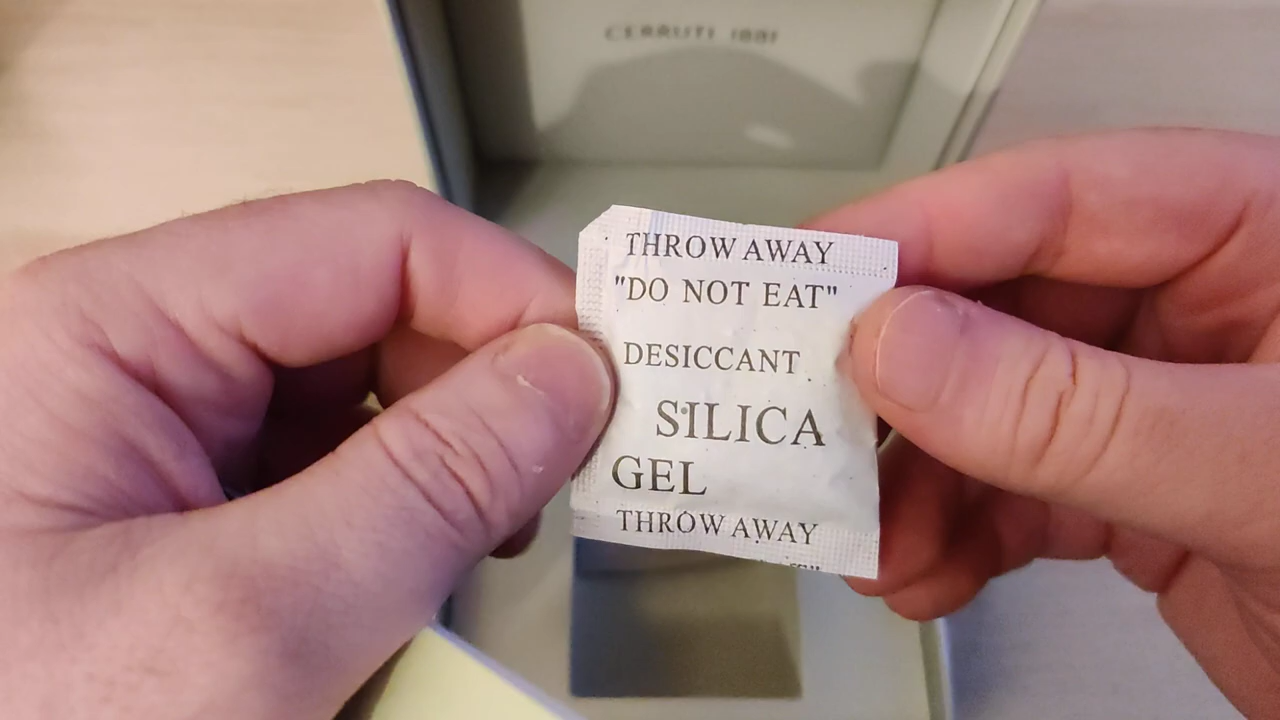 CERRUTI 1881
THROW AWAY
"DO NOT EAT"
DESICCANT
SILICA
GEL
THROW AWAY